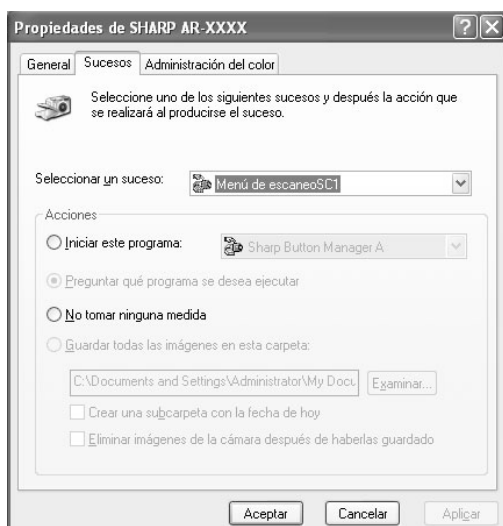 Propiedades de SHARP AR-XXXX
General Sucesos Administración del color
Seleccione uno de los siguientes sucesos y después la acción que
se realizará al producirse el suceso.
Seleccionar un suceso: Menú de escaneoSC1
Acciones
Iniciar este programa: Sharp Button Manager A
Preguntar qué programa se desea ejecutar
No tomar ninguna medida
Guardar todas las imágenes en esta carpeta:
C:\Documents and Settings\Administrator\My Docu Examinar...
Crear una subcarpeta con la fecha de hoy
Eliminar imágenes de la cámara después de haberlas guardado
Aceptar Cancelar Aplicar